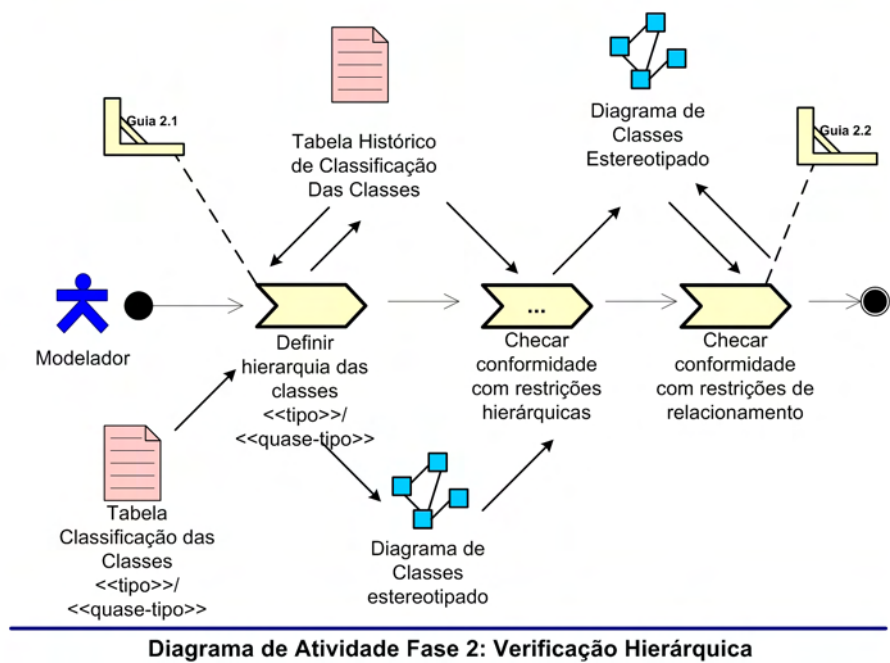 Guia 2.1
Tabela Histórico
de Classificação
Das Classes
Diagrama de
Classes
Estereotipado
Guia 2.2
Modelador
Definir
hierarquia das
classes
<<tipo>>/
<<quase-tipo>>
...
Checar
conformidade
com restrições
hierárquicas
Checar
conformidade
com restrições de
relacionamento
Tabela
Classificação das
Classes
<<tipo>>/
<<quase-tipo>>
Diagrama de
Classes
estereotipado
Diagrama de Atividade Fase 2: Verificação Hierárquica